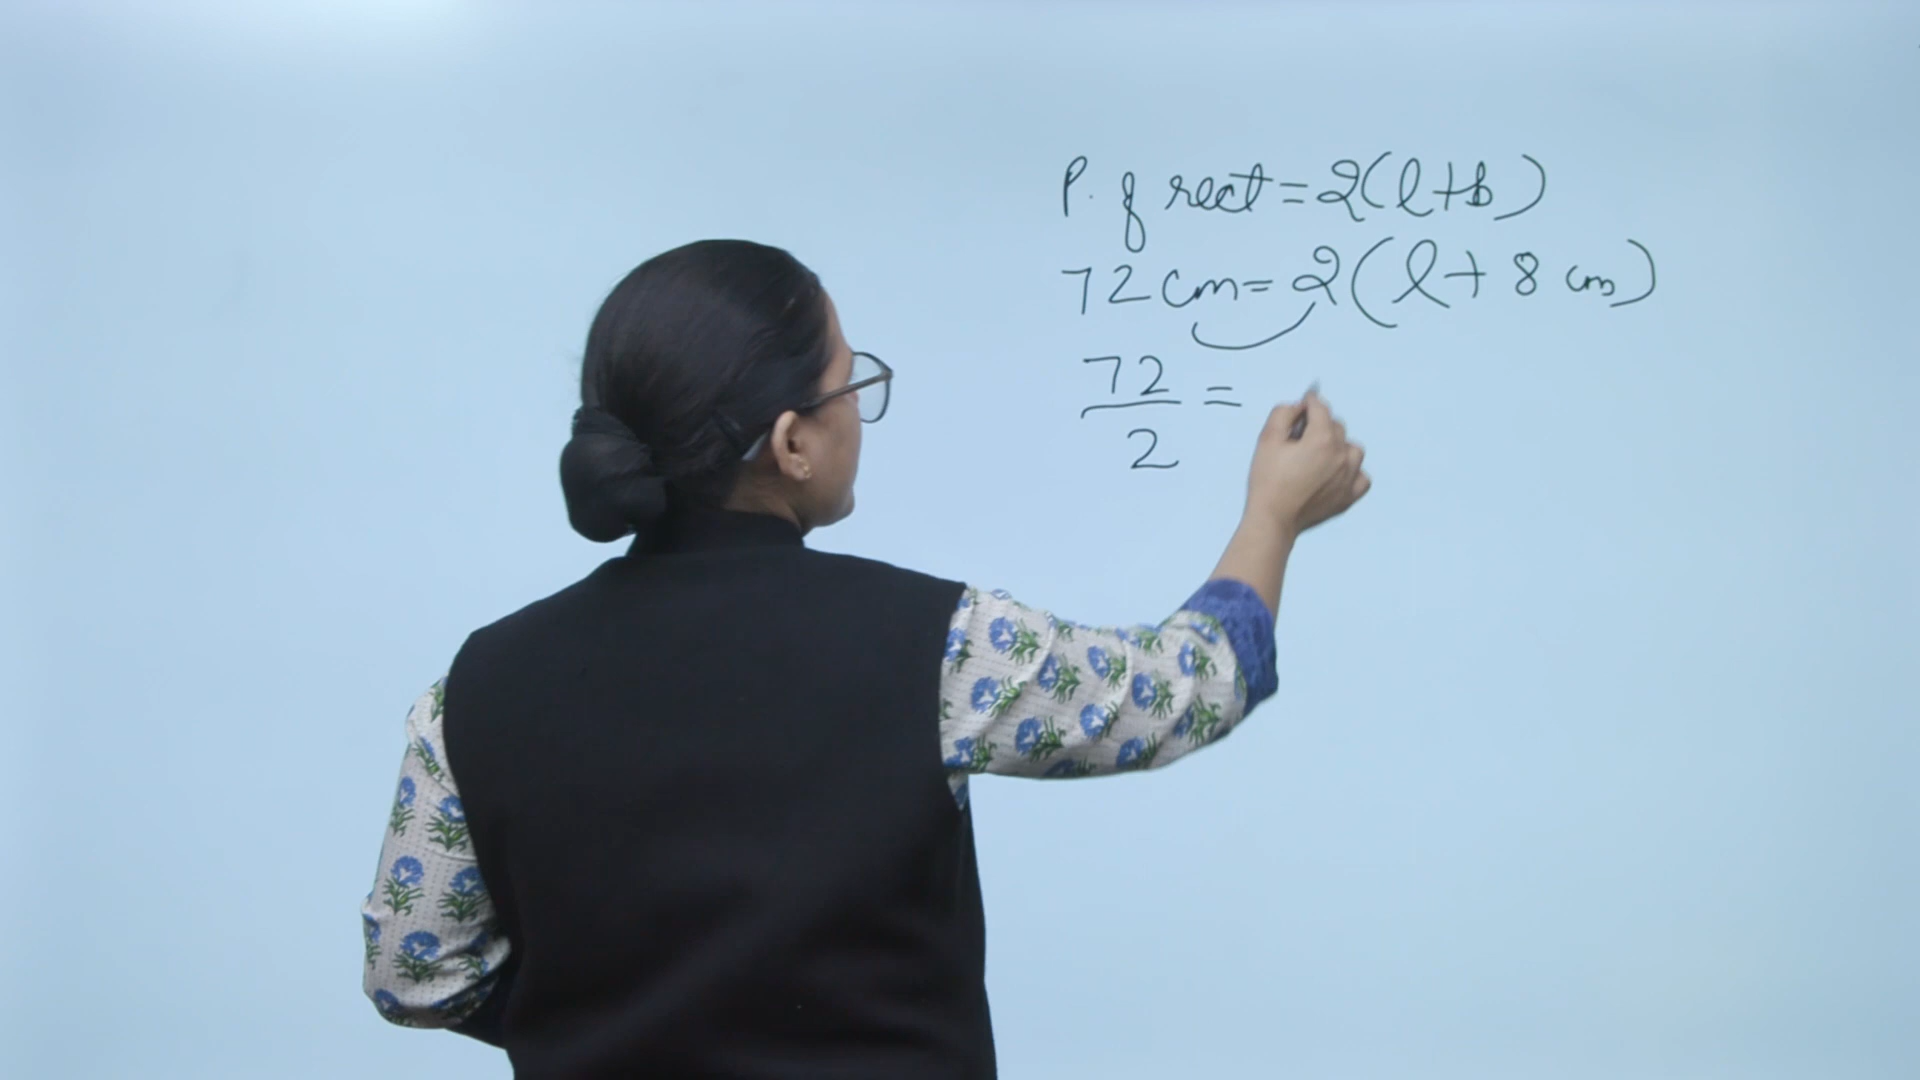 P. of rect = 2(l+b)
72 cm = 2(l + 8 cm)
72/2 =